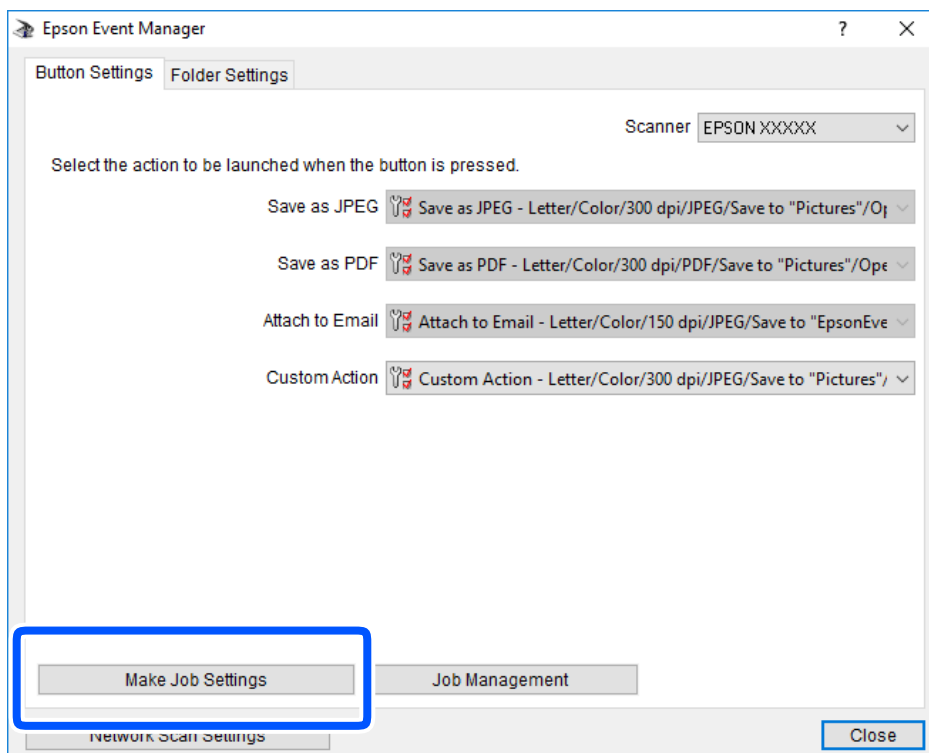 Epson Event Manager
Button Settings Folder Settings
Scanner EPSON XXXXX
Select the action to be launched when the button is pressed.
Save as JPEG Save as JPEG - Letter/Color/300 dpi/JPEG/Save to "Pictures"/Op
Save as PDF Save as PDF - Letter/Color/300 dpi/PDF/Save to "Pictures"/Ope
Attach to Email Attach to Email - Letter/Color/150 dpi/JPEG/Save to "EpsonEve
Custom Action Custom Action - Letter/Color/300 dpi/JPEG/Save to "Pictures"/
Make Job Settings Job Management
Network Scan Settings Close